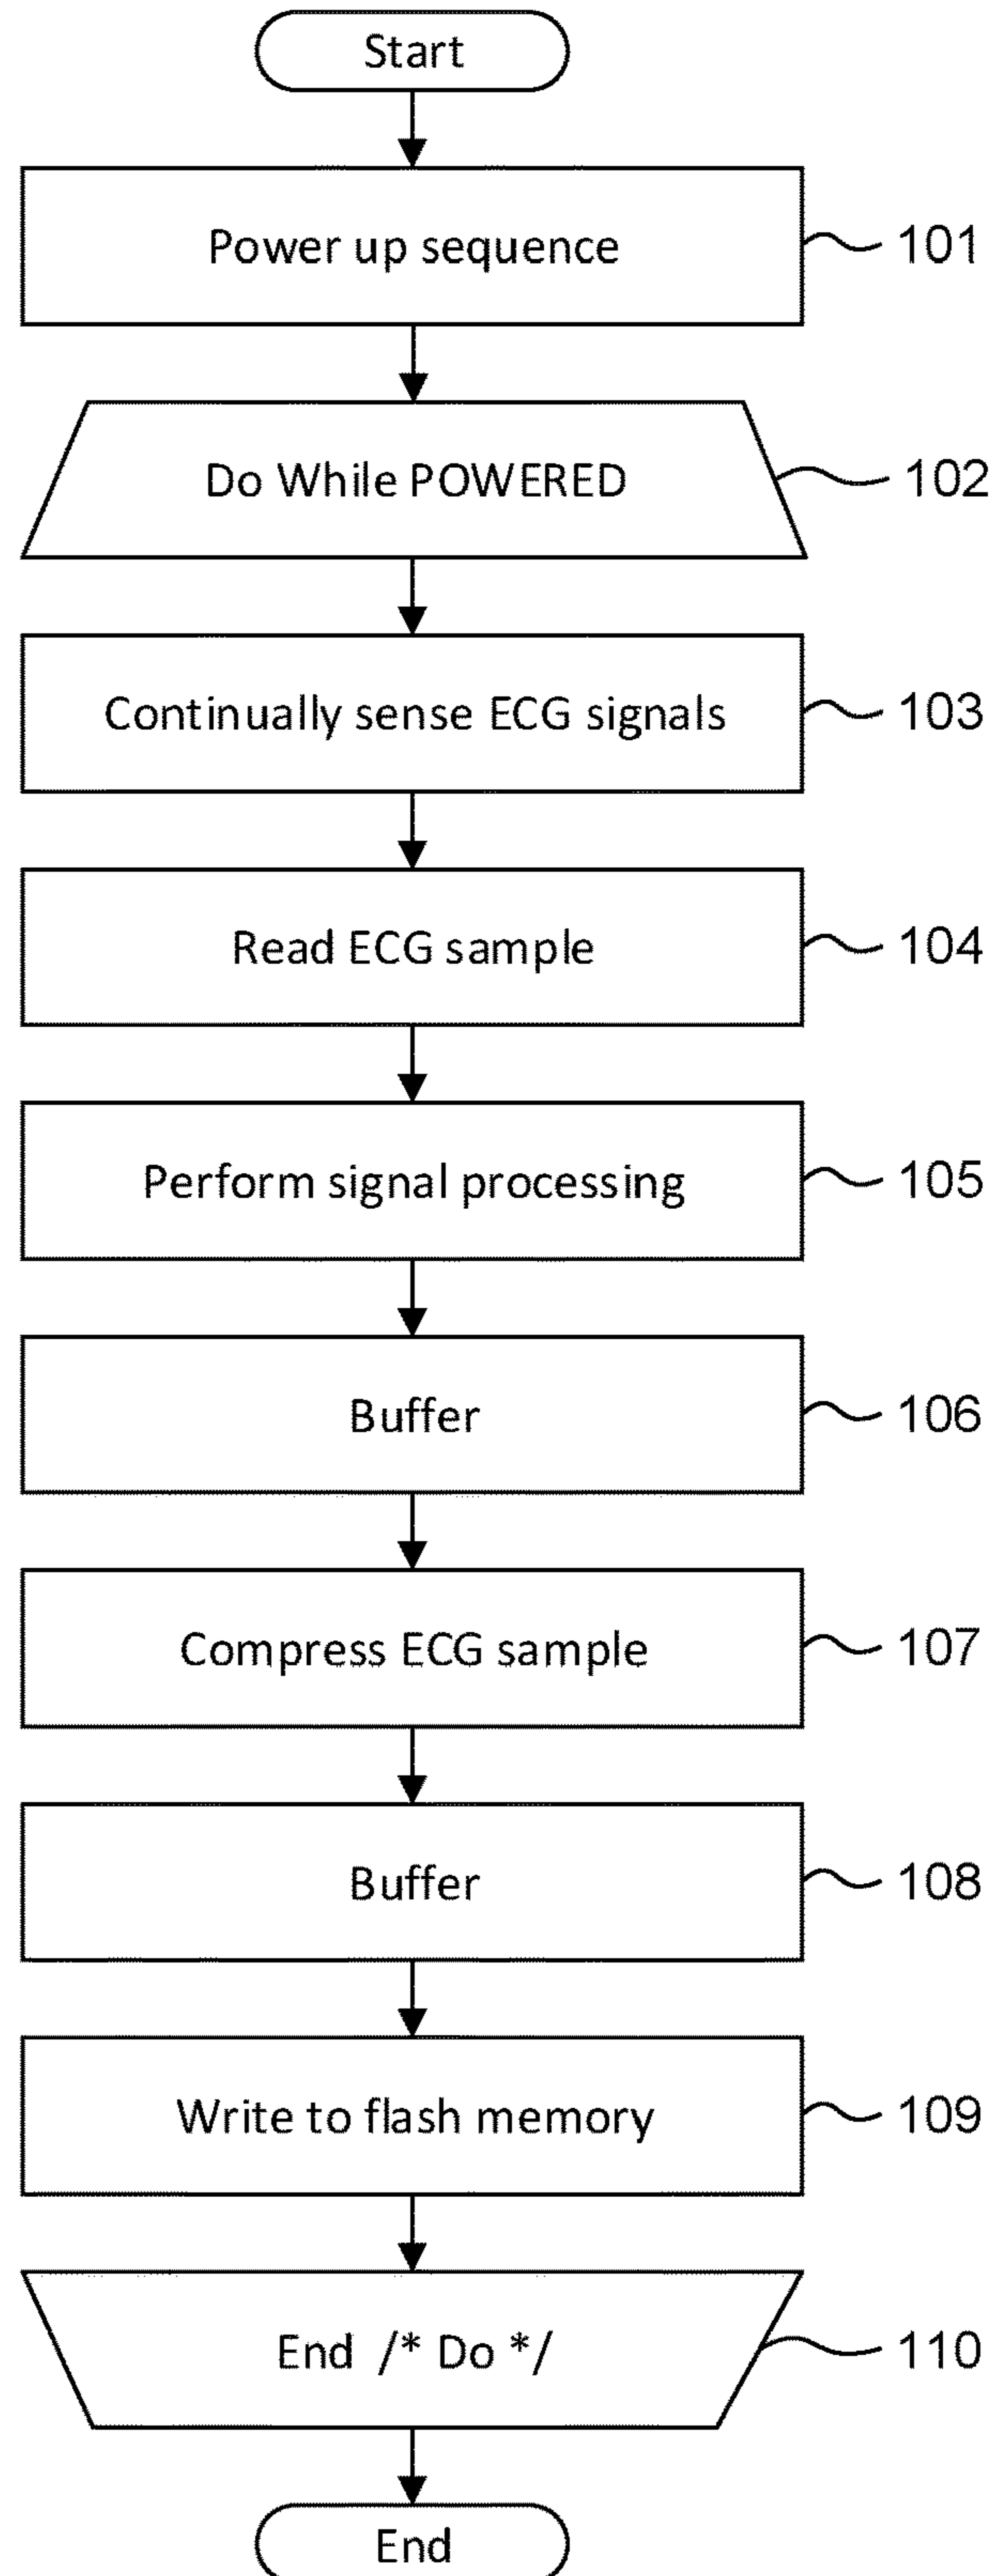 Start
Power up sequence 101
Do While POWERED 102
Continually sense ECG signals 103
Read ECG sample 104
Perform signal processing 105
Buffer 106
Compress ECG sample 107
Buffer 108
Write to flash memory 109
End /* Do */ 110
End